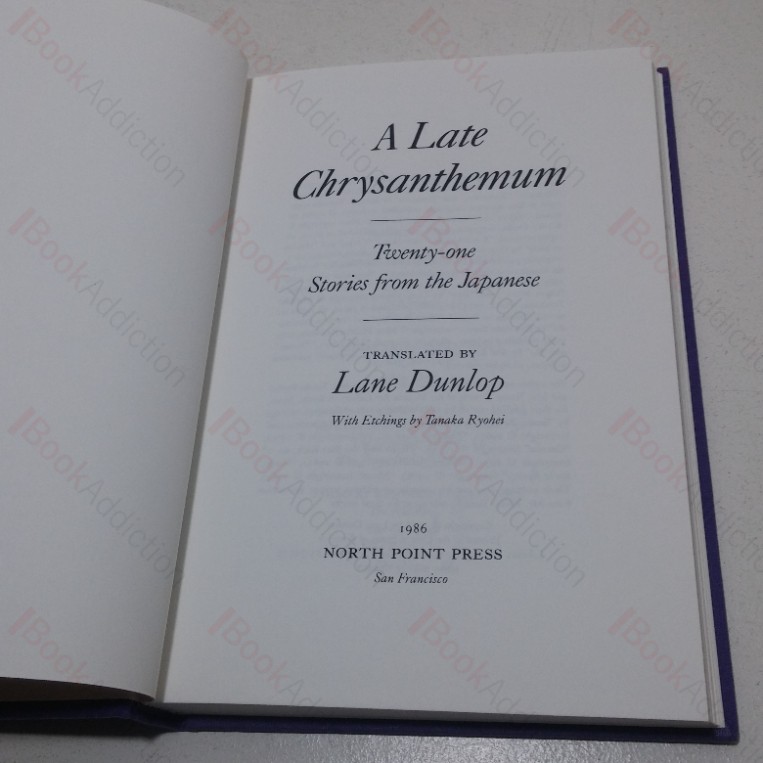 A Late
Chrysanthemum
Twenty-one
Stories from the Japanese
TRANSLATED BY
Lane Dunlop
With Etchings by Tanaka Ryohei
1986
NORTH POINT PRESS
San Francisco
BookAddiction